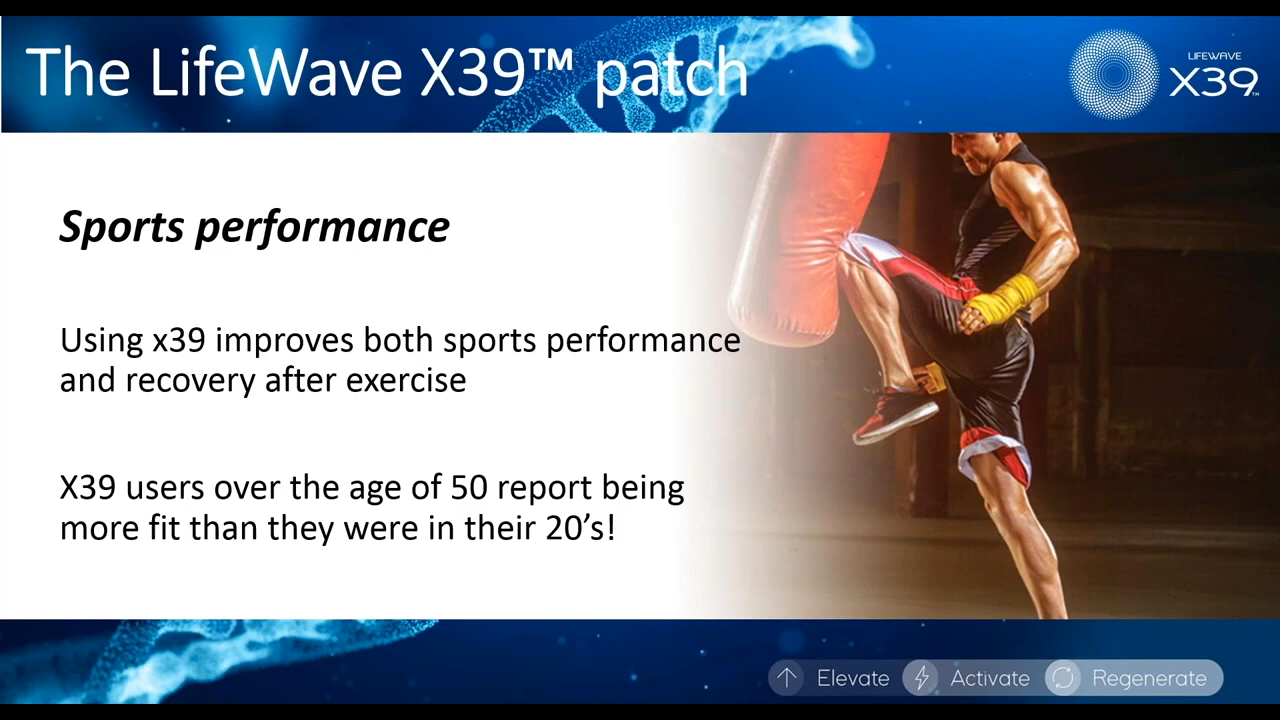 The LifeWave X39™ patch
LIFEWAVE
X39™
Sports performance
Using x39 improves both sports performance
and recovery after exercise
X39 users over the age of 50 report being
more fit than they were in their 20’s!
Elevate Activate Regenerate